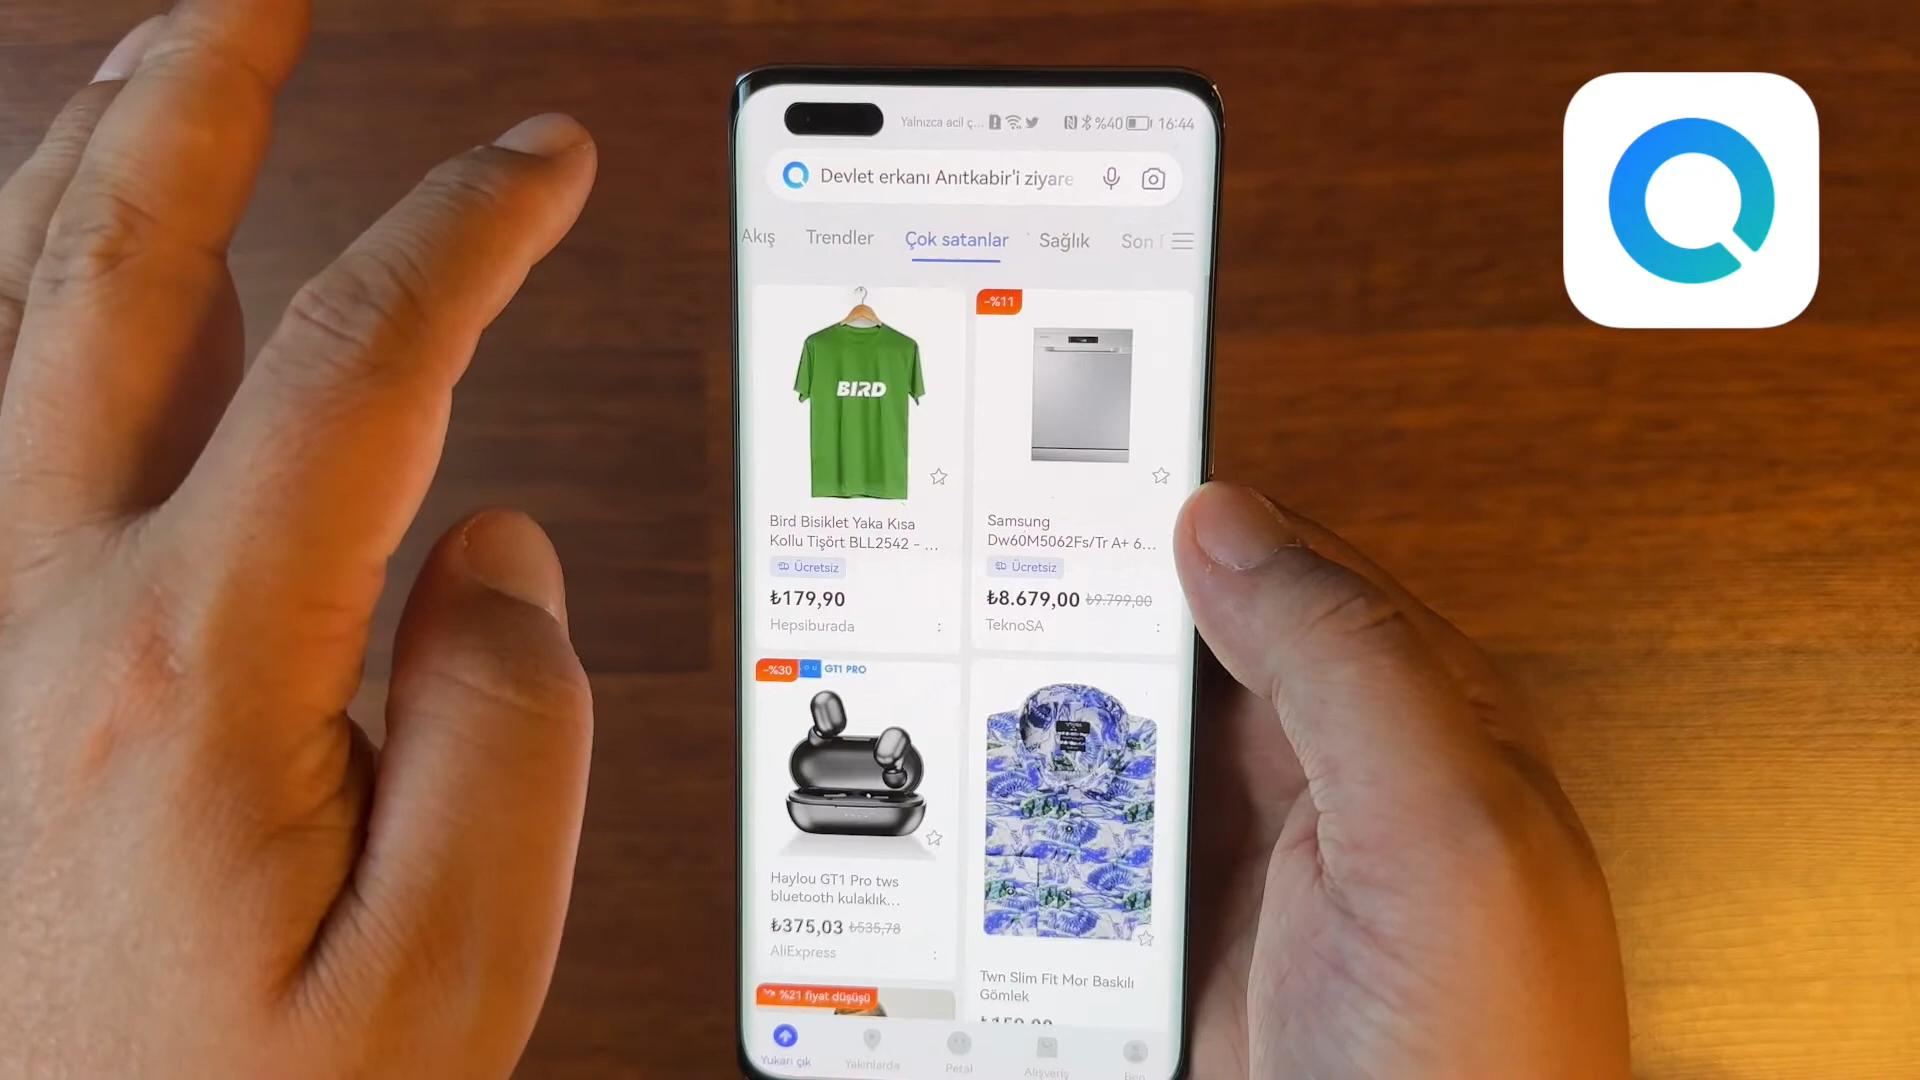 Yalnızca acil ç... %40 16:44
Devlet erkanı Anıtkabir'i ziyare
Akış Trendler Çok satanlar Sağlık Son
-%11
BIRD
Bird Bisiklet Yaka Kısa
Kollu Tişört BLL2542 - ...
Ücretsiz
₺179,90
Hepsiburada
Samsung
Dw60M5062Fs/Tr A+ 6...
Ücretsiz
₺8.679,00 ₺9.799,00
TeknoSA
-%30 GT1 PRO
Haylou GT1 Pro tws
bluetooth kulaklık...
₺375,03 ₺535,78
AliExpress
Twn Slim Fit Mor Baskılı
Gömlek
%21 fiyat düşüşü
Yukarı çık Yakınlarda Petal Alışveriş Ben